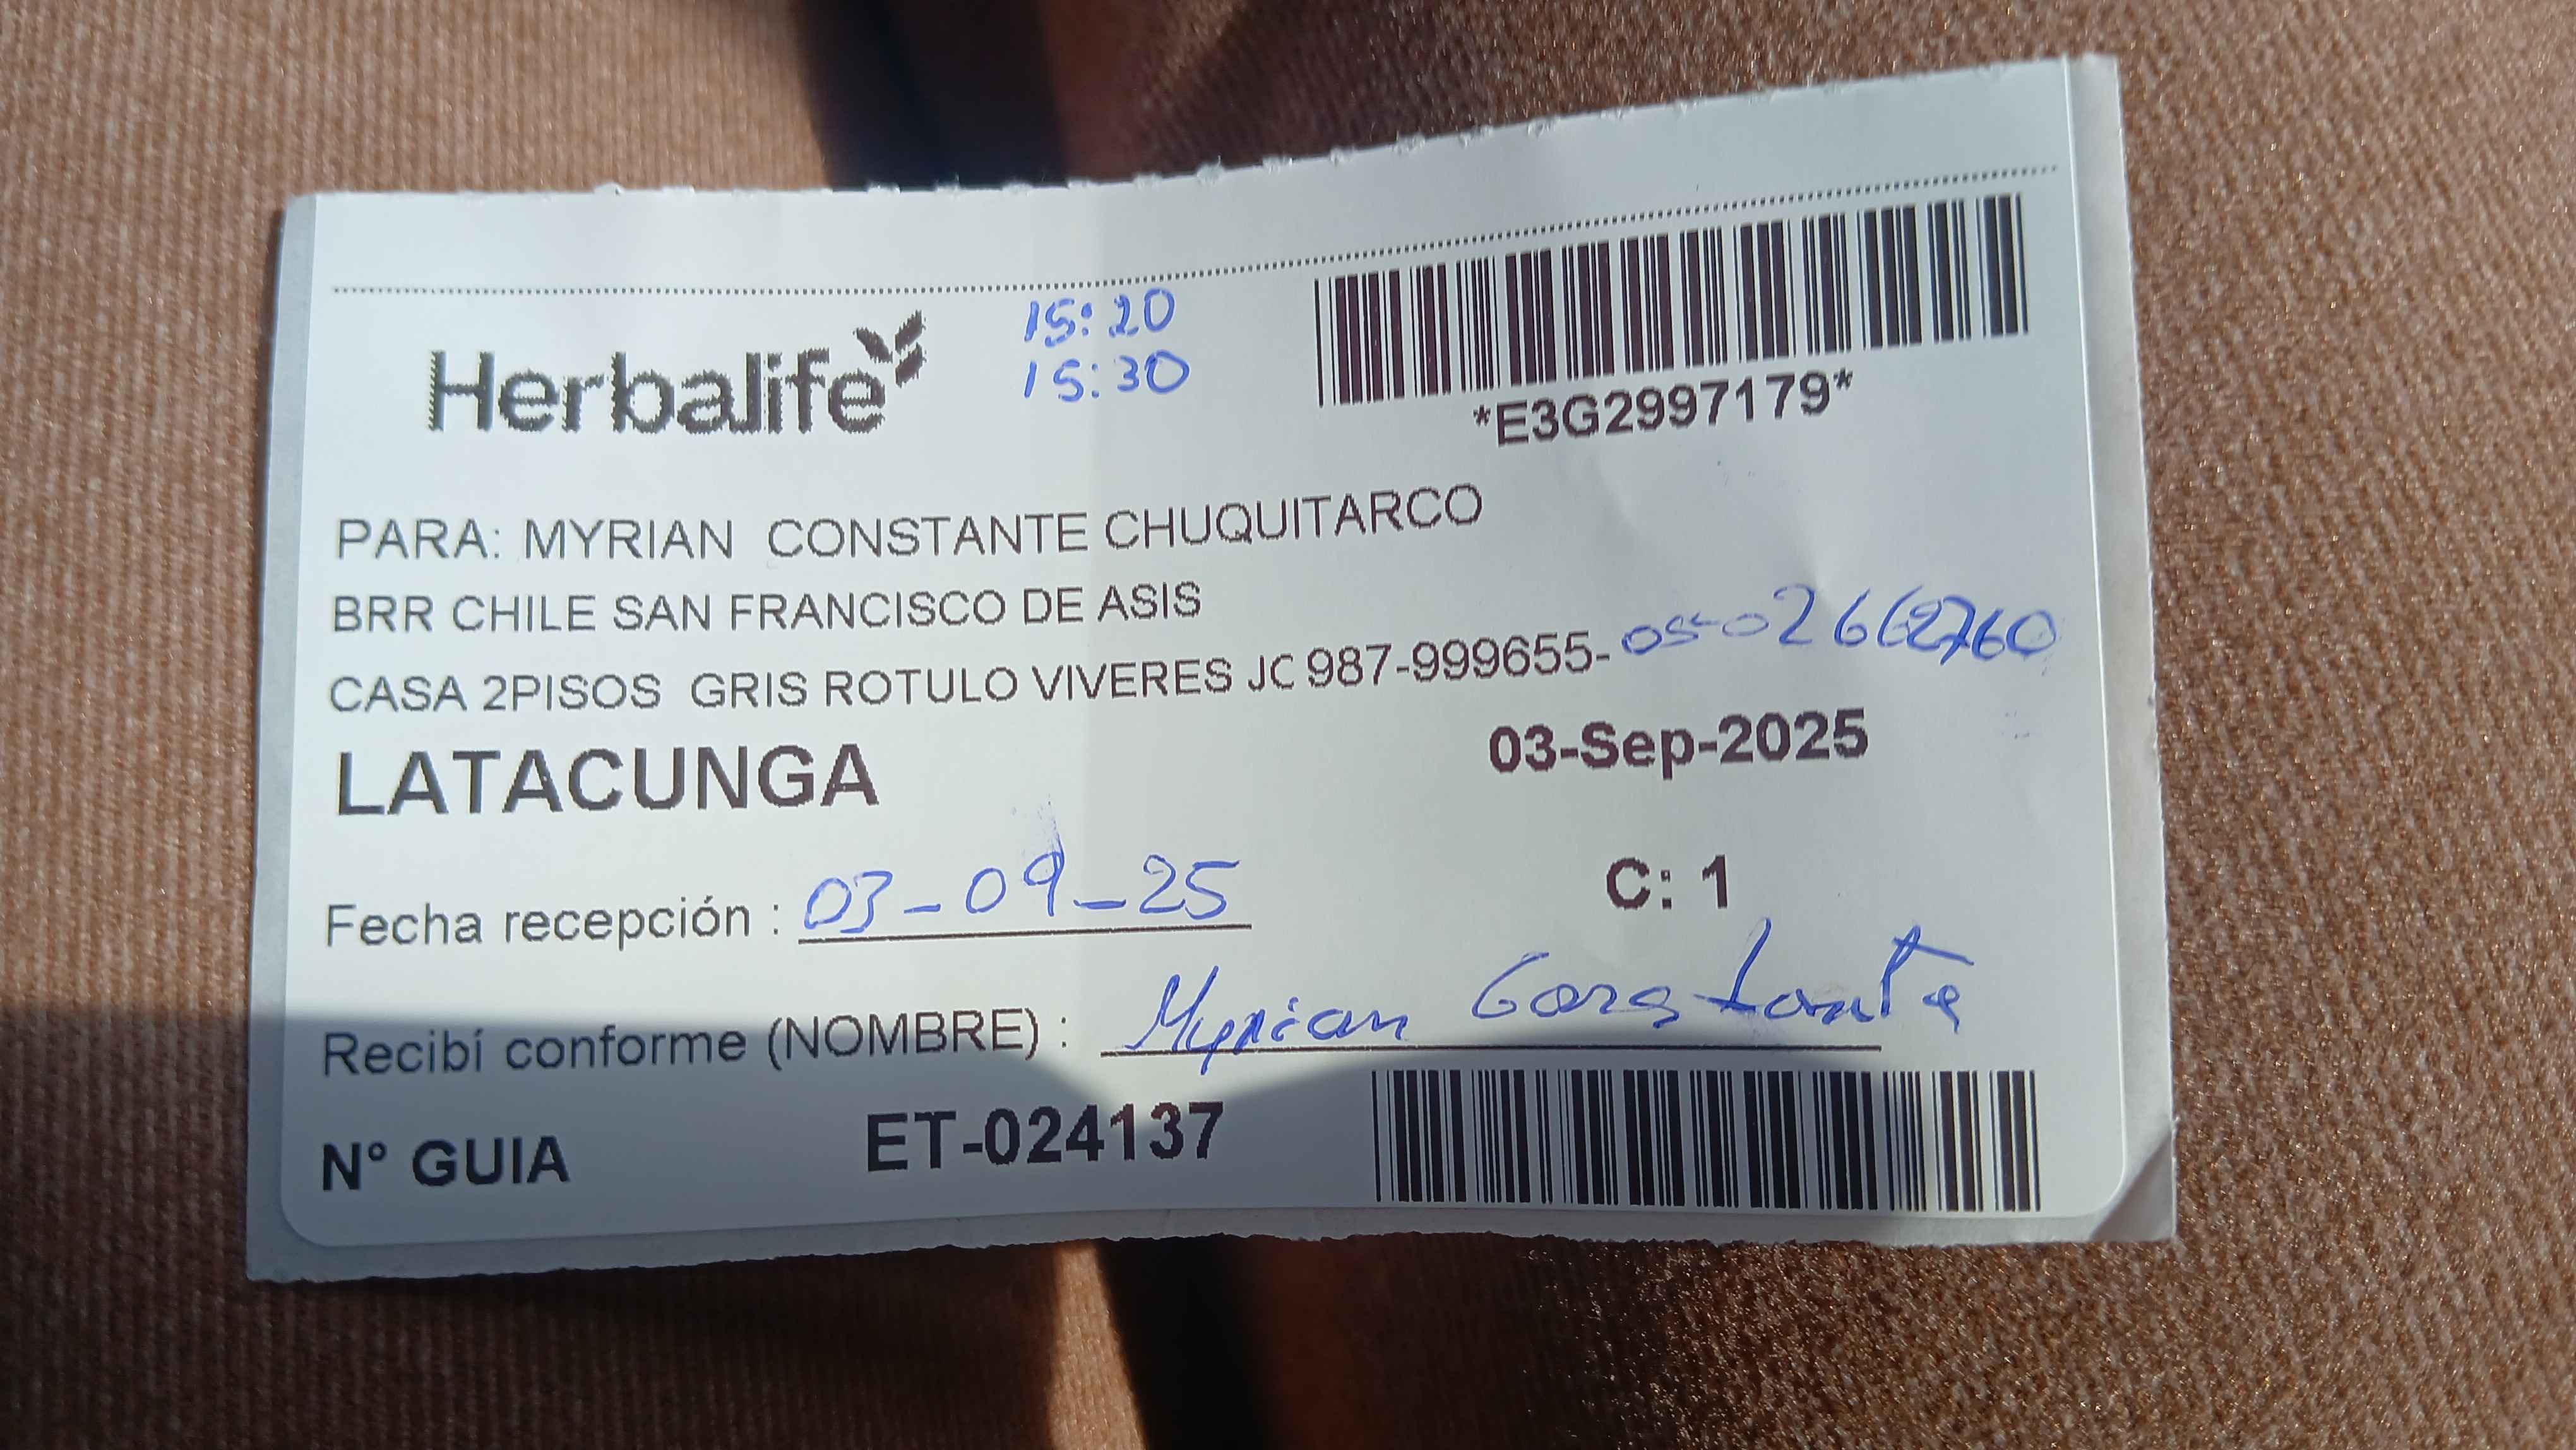 15:20
15:30
Herbalife
*E3G2997179*
PARA: MYRIAN CONSTANTE CHUQUITARCO
BRR CHILE SAN FRANCISCO DE ASIS
CASA 2PISOS GRIS ROTULO VIVERES JC 987-999655-
LATACUNGA
03-Sep-2025
C: 1
Fecha recepción : 03-09-25
Recibí conforme (NOMBRE) : Myrian Constante
N° GUIA ET-024137